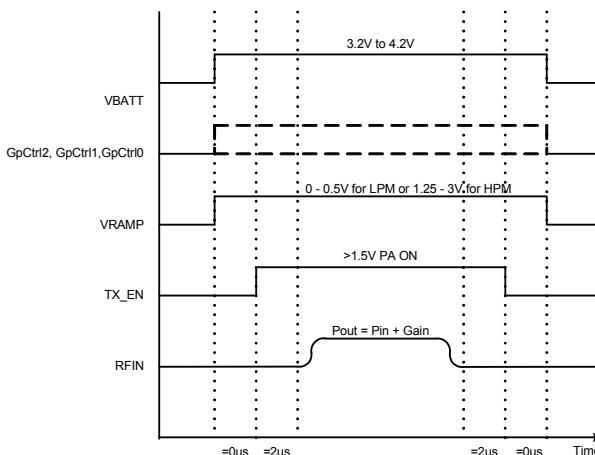 3.2V to 4.2V
VBATT
GpCtrl2, GpCtrl1,GpCtrl0
0 - 0.5V for LPM or 1.25 - 3V for HPM
VRAMP
>1.5V PA ON
TX_EN
Pout = Pin + Gain
RFIN
=0us =2us =2us =0us Time